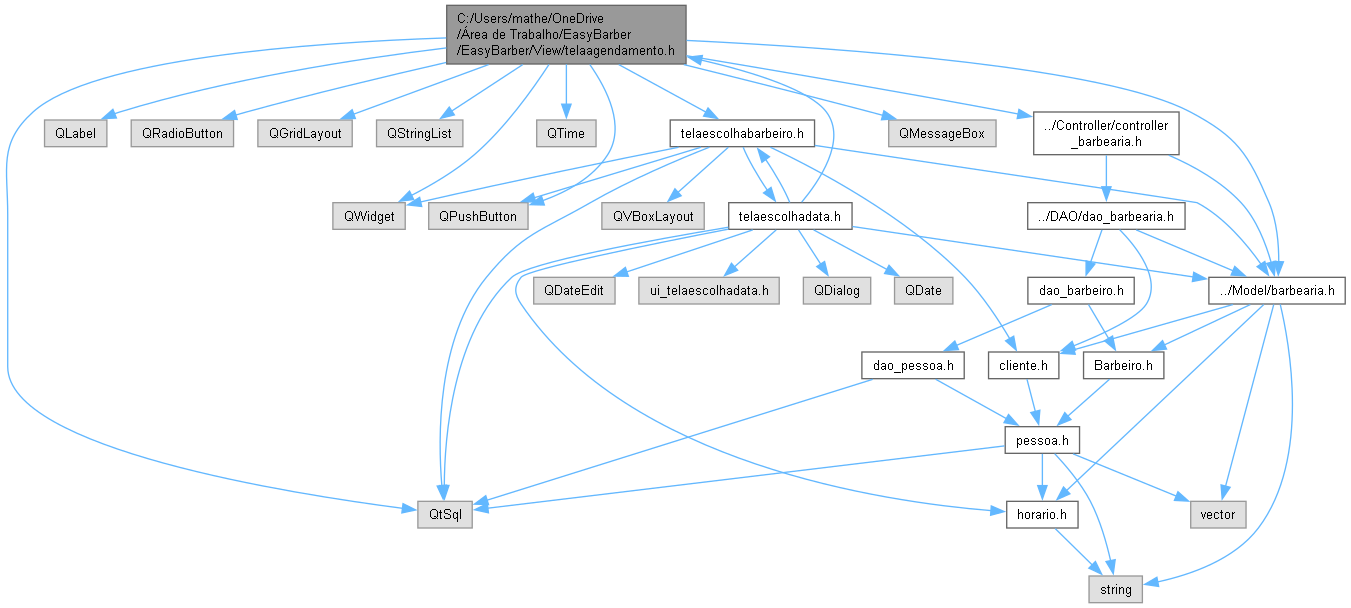 C:/Users/mathe/OneDrive
/Área de Trabalho/EasyBarber
/EasyBarber/View/telaagendamento.h
QLabel
QRadioButton
QGridLayout
QStringList
QTime
telaescolhabarbeiro.h
QMessageBox
../Controller/controller
_barbearia.h
QWidget
QPushButton
QVBoxLayout
telaescolhadata.h
../DAO/dao_barbearia.h
QDateEdit
ui_telaescolhadata.h
QDialog
QDate
dao_barbeiro.h
../Model/barbearia.h
dao_pessoa.h
cliente.h
Barbeiro.h
pessoa.h
QtSql
horario.h
vector
string